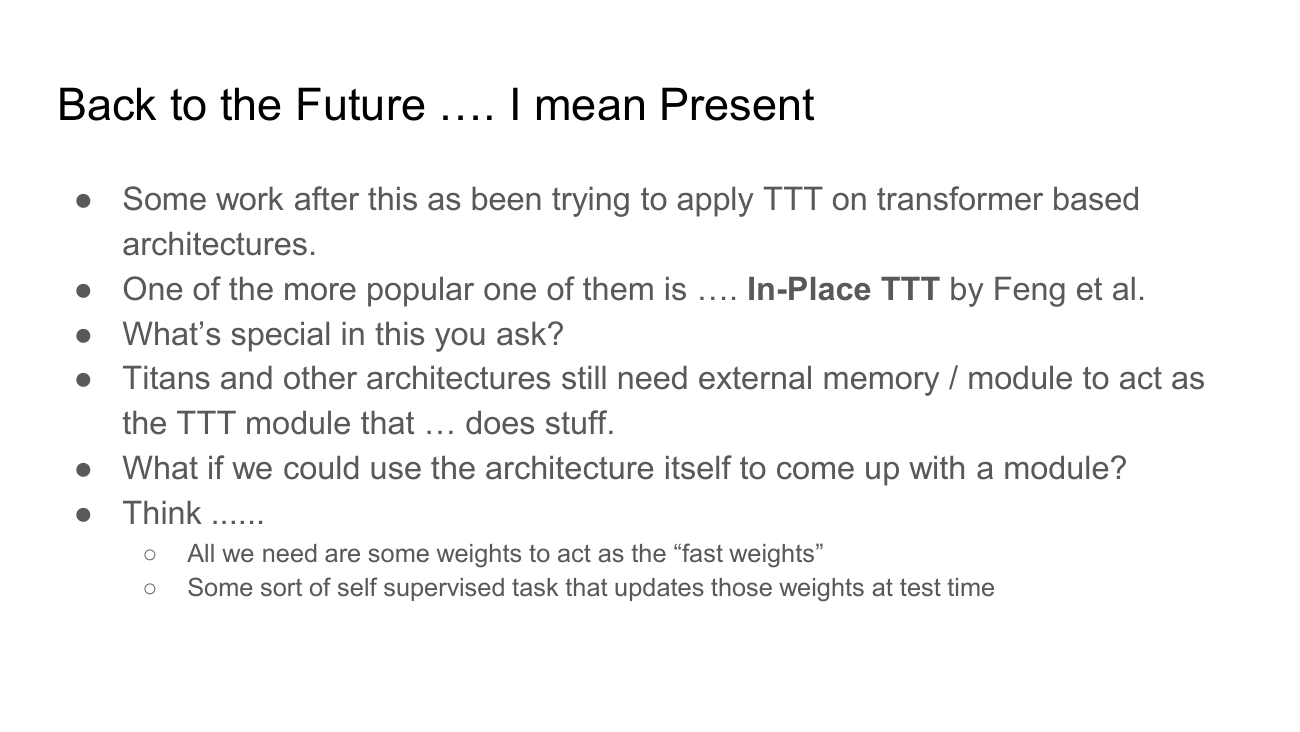 Back to the Future …. I mean Present
● Some work after this as been trying to apply TTT on transformer based
architectures.
● One of the more popular one of them is …. In-Place TTT by Feng et al.
● What’s special in this you ask?
● Titans and other architectures still need external memory / module to act as
the TTT module that … does stuff.
● What if we could use the architecture itself to come up with a module?
● Think ......
○ All we need are some weights to act as the “fast weights”
○ Some sort of self supervised task that updates those weights at test time